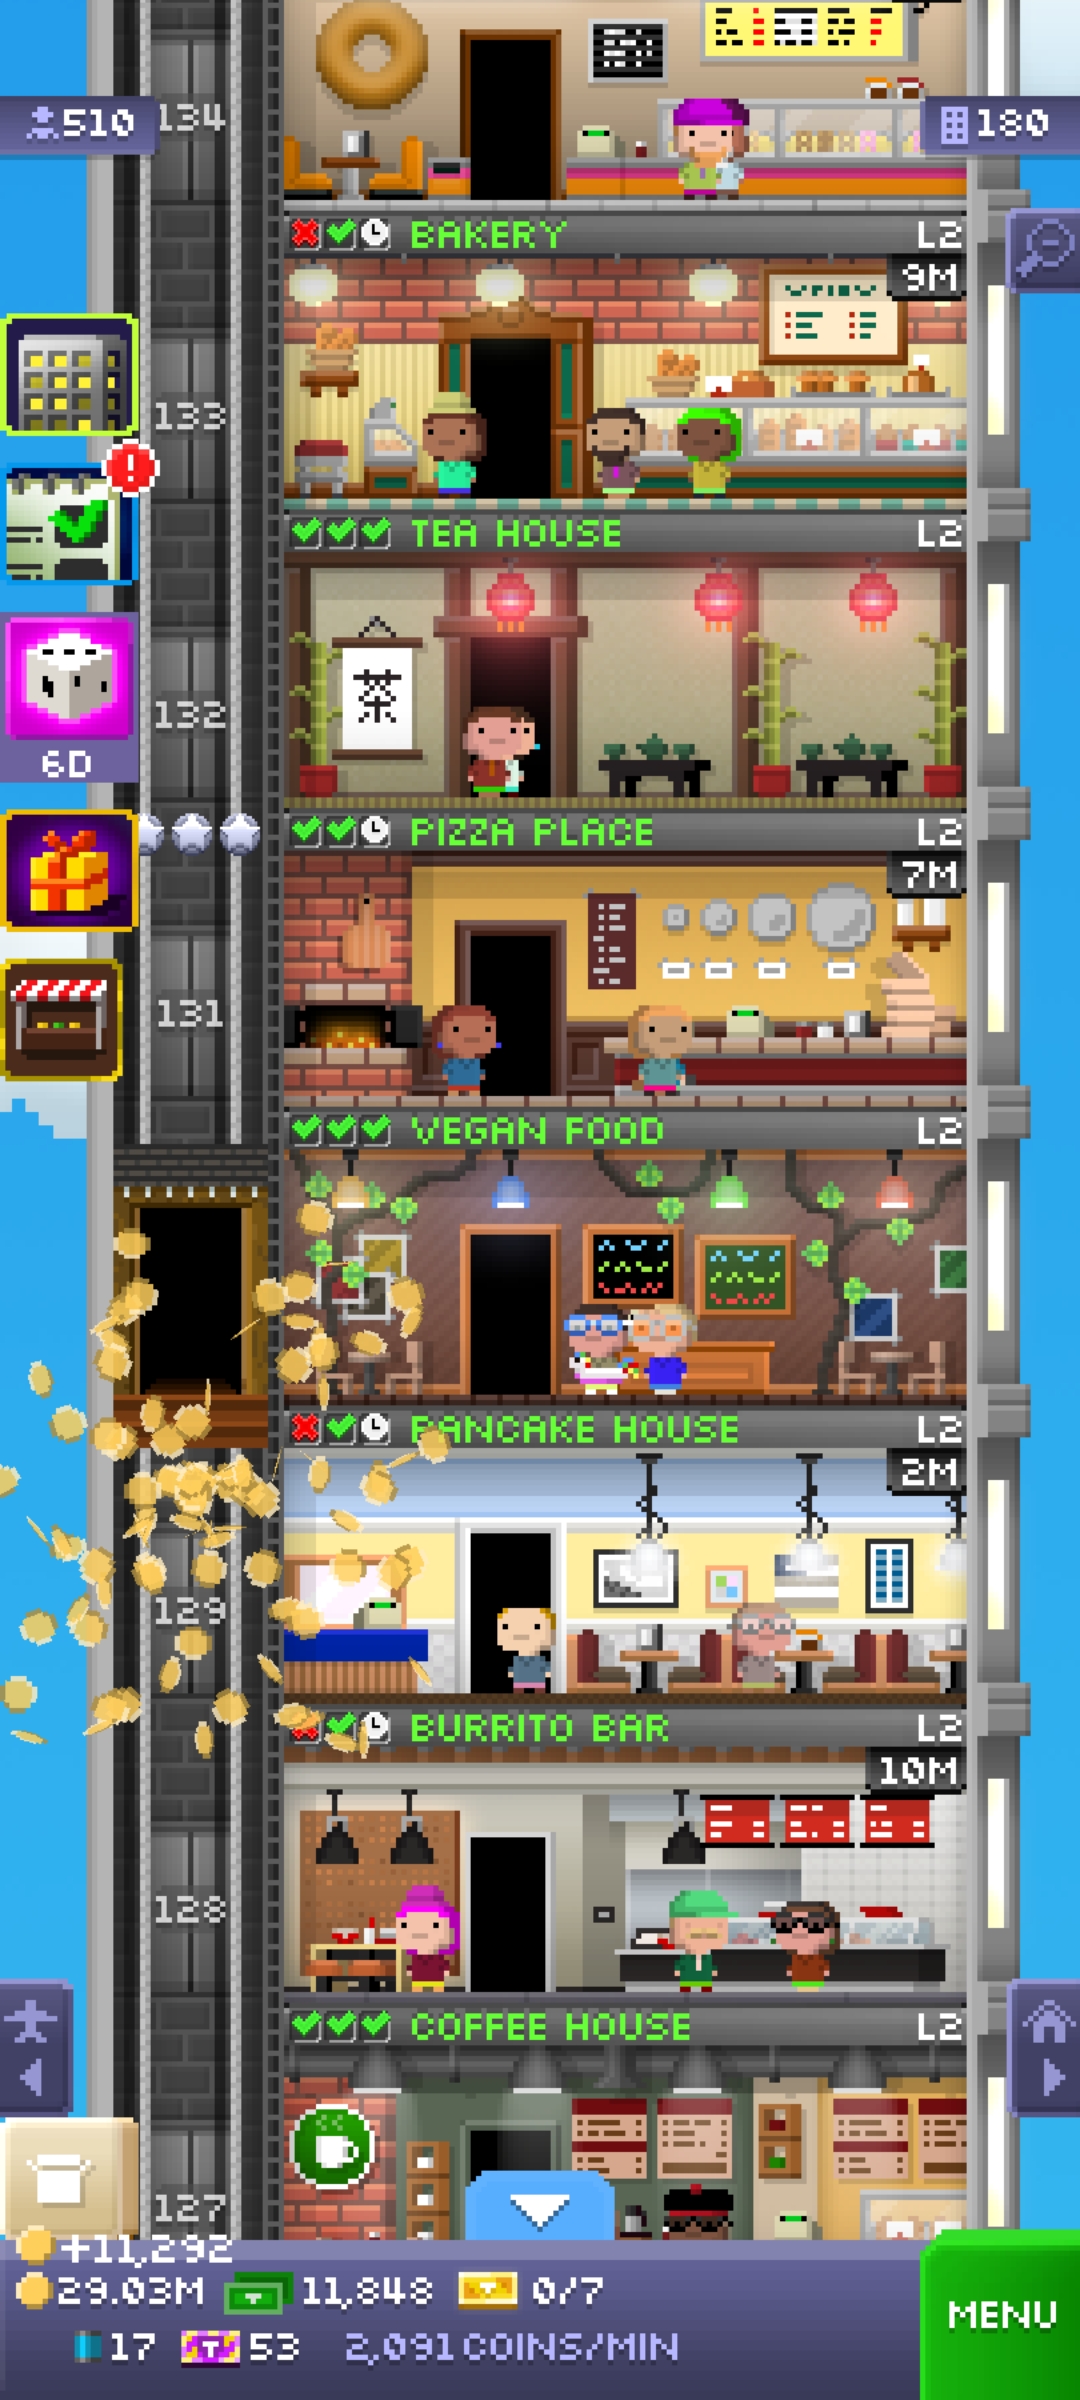 134
510
180
BAKERY L2
9M
133
TEA HOUSE L2
茶
132
6D
PIZZA PLACE L2
7M
131
VEGAN FOOD L2
PANCAKE HOUSE L2
2M
129
BURRITO BAR L2
10M
128
COFFEE HOUSE L2
127
+11,292
29.03M 11,848 0/7
MENU
17 T 53 2,091 COINS/MIN